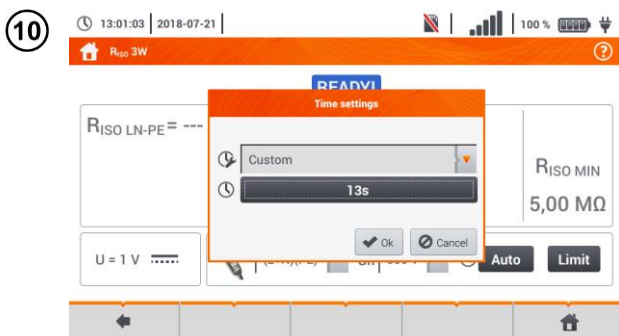 10
13:01:03 2018-07-21 100 %
RISO 3W ?
READY!
Time settings
RISO LN-PE= ---
Custom
13s
RISO MIN
5,00 MΩ
Ok Cancel
U = 1 V Auto Limit